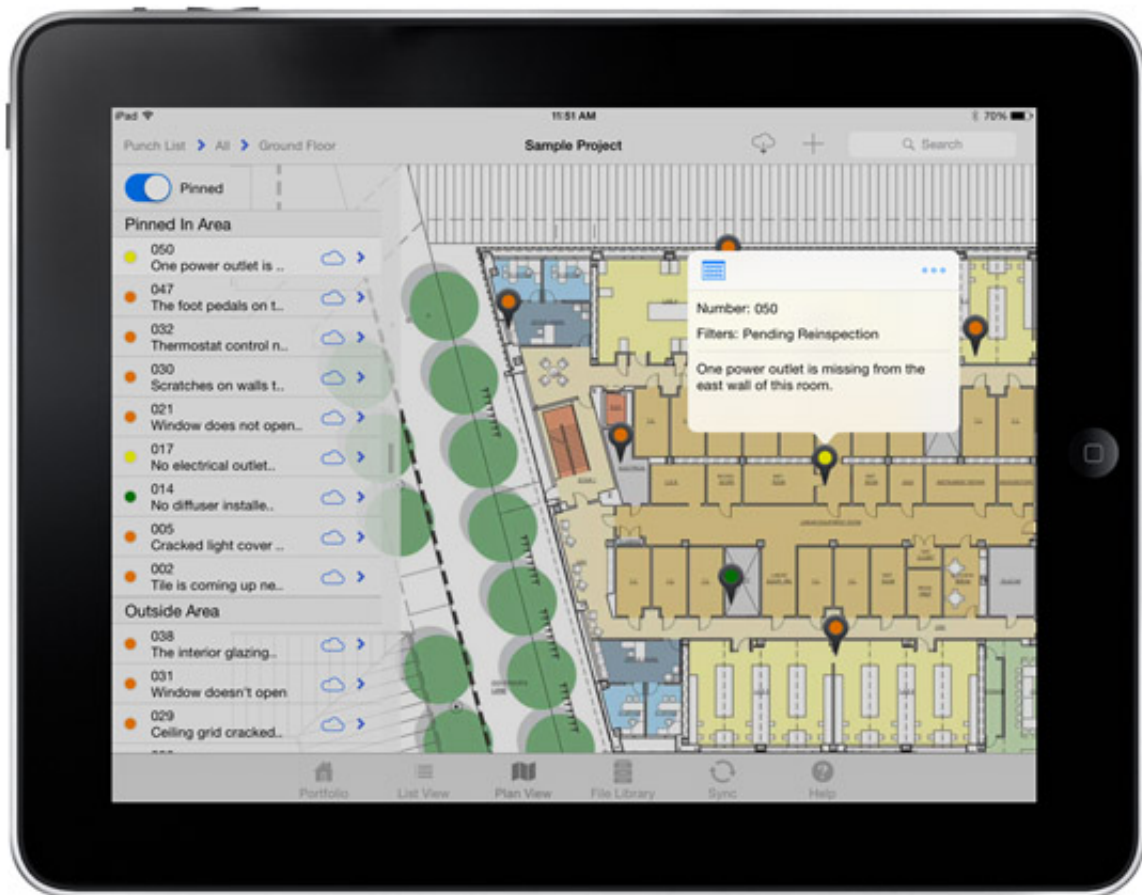 iPad
11:51 AM
70%
Punch List > All > Ground Floor
Sample Project
Search
Pinned
Pinned In Area
050
One power outlet is ..
047
The foot pedals on t..
032
Thermostat control n..
030
Scratches on walls t..
021
Window does not open..
017
No electrical outlet..
014
No diffuser installe..
005
Cracked light cover ..
002
Tile is coming up ne..
Outside Area
038
The interior glazing..
031
Window doesn't open
029
Ceiling grid cracked..
Number: 050
Filters: Pending Reinspection
One power outlet is missing from the
east wall of this room.
Portfolio
List View
Plan View
File Library
Sync
Help